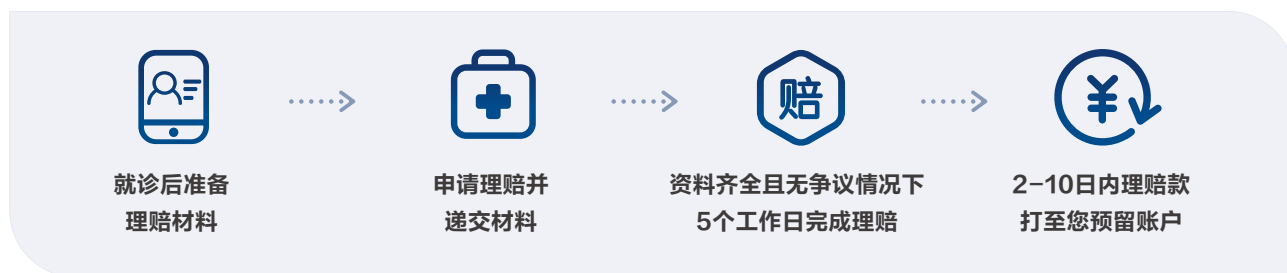 赔
就诊后准备
理赔材料
申请理赔并
递交材料
资料齐全且无争议情况下
5个工作日完成理赔
¥
2-10日内理赔款
打至您预留账户